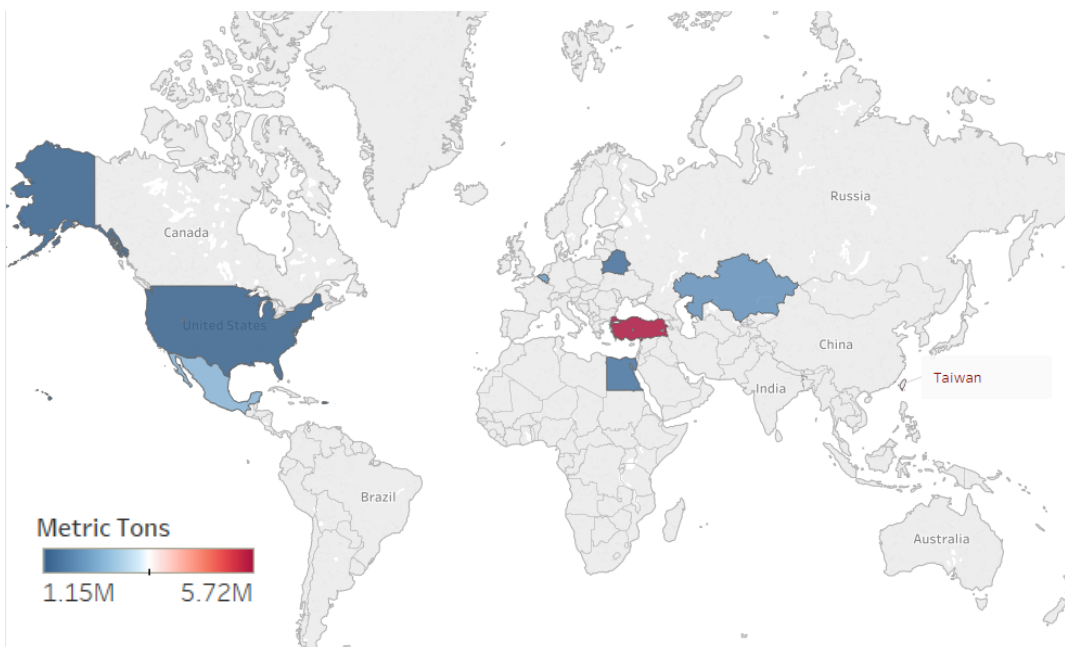 Russia
Canada
United States
China
India
Taiwan
Brazil
Australia
Metric Tons
1.15M 5.72M